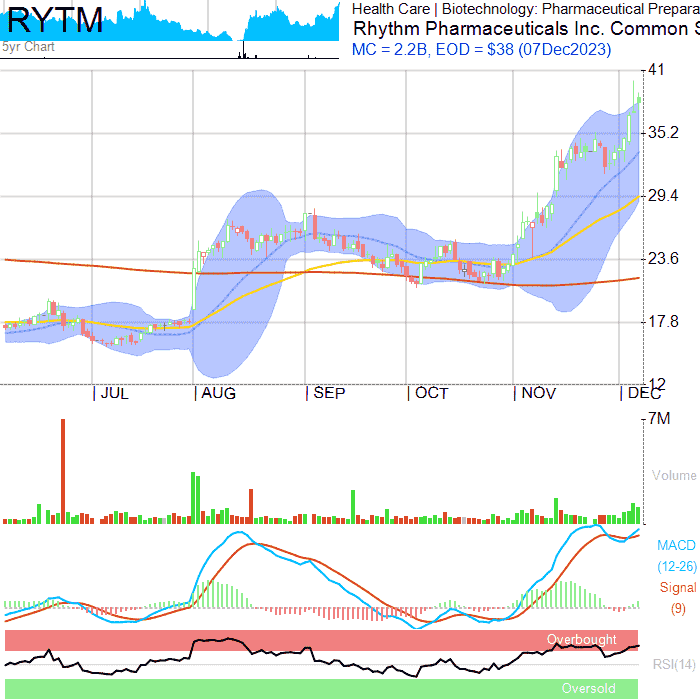 RYTM
5yr Chart
Health Care | Biotechnology: Pharmaceutical Prepara
Rhythm Pharmaceuticals Inc. Common S
MC = 2.2B, EOD = $38 (07Dec2023)
41
35.2
29.4
23.6
17.8
12
JUL AUG SEP OCT NOV DEC
7M
Volume
MACD
(12-26)
Signal
(9)
Overbought
RSI(14)
Oversold